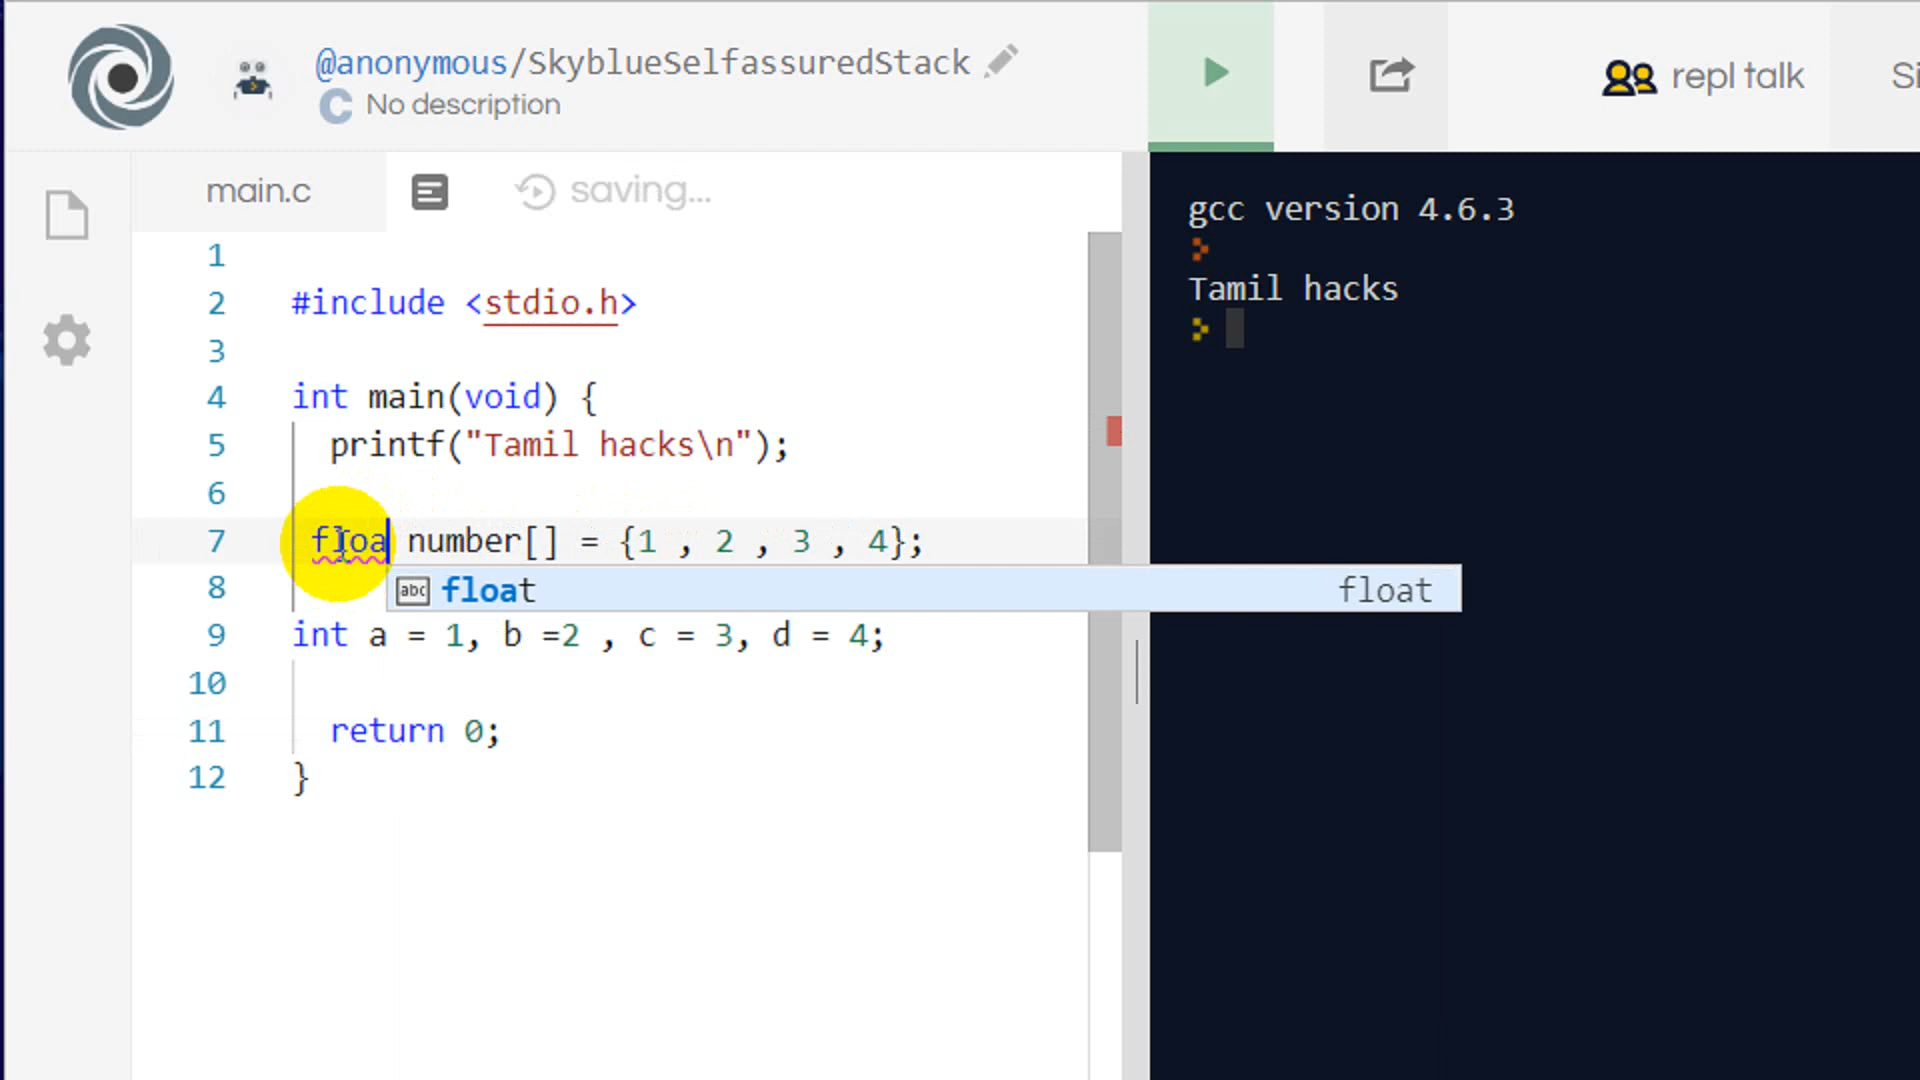 @anonymous/SkyblueSelfassuredStack
C No description
repl talk
Si
main.c
saving...
1
2 #include <stdio.h>
3
4 int main(void) {
5 printf("Tamil hacks\n");
6
7 floa number[] = {1 , 2 , 3 , 4};
8
abc float float
9 int a = 1, b =2 , c = 3, d = 4;
10
11 return 0;
12 }
gcc version 4.6.3
Tamil hacks